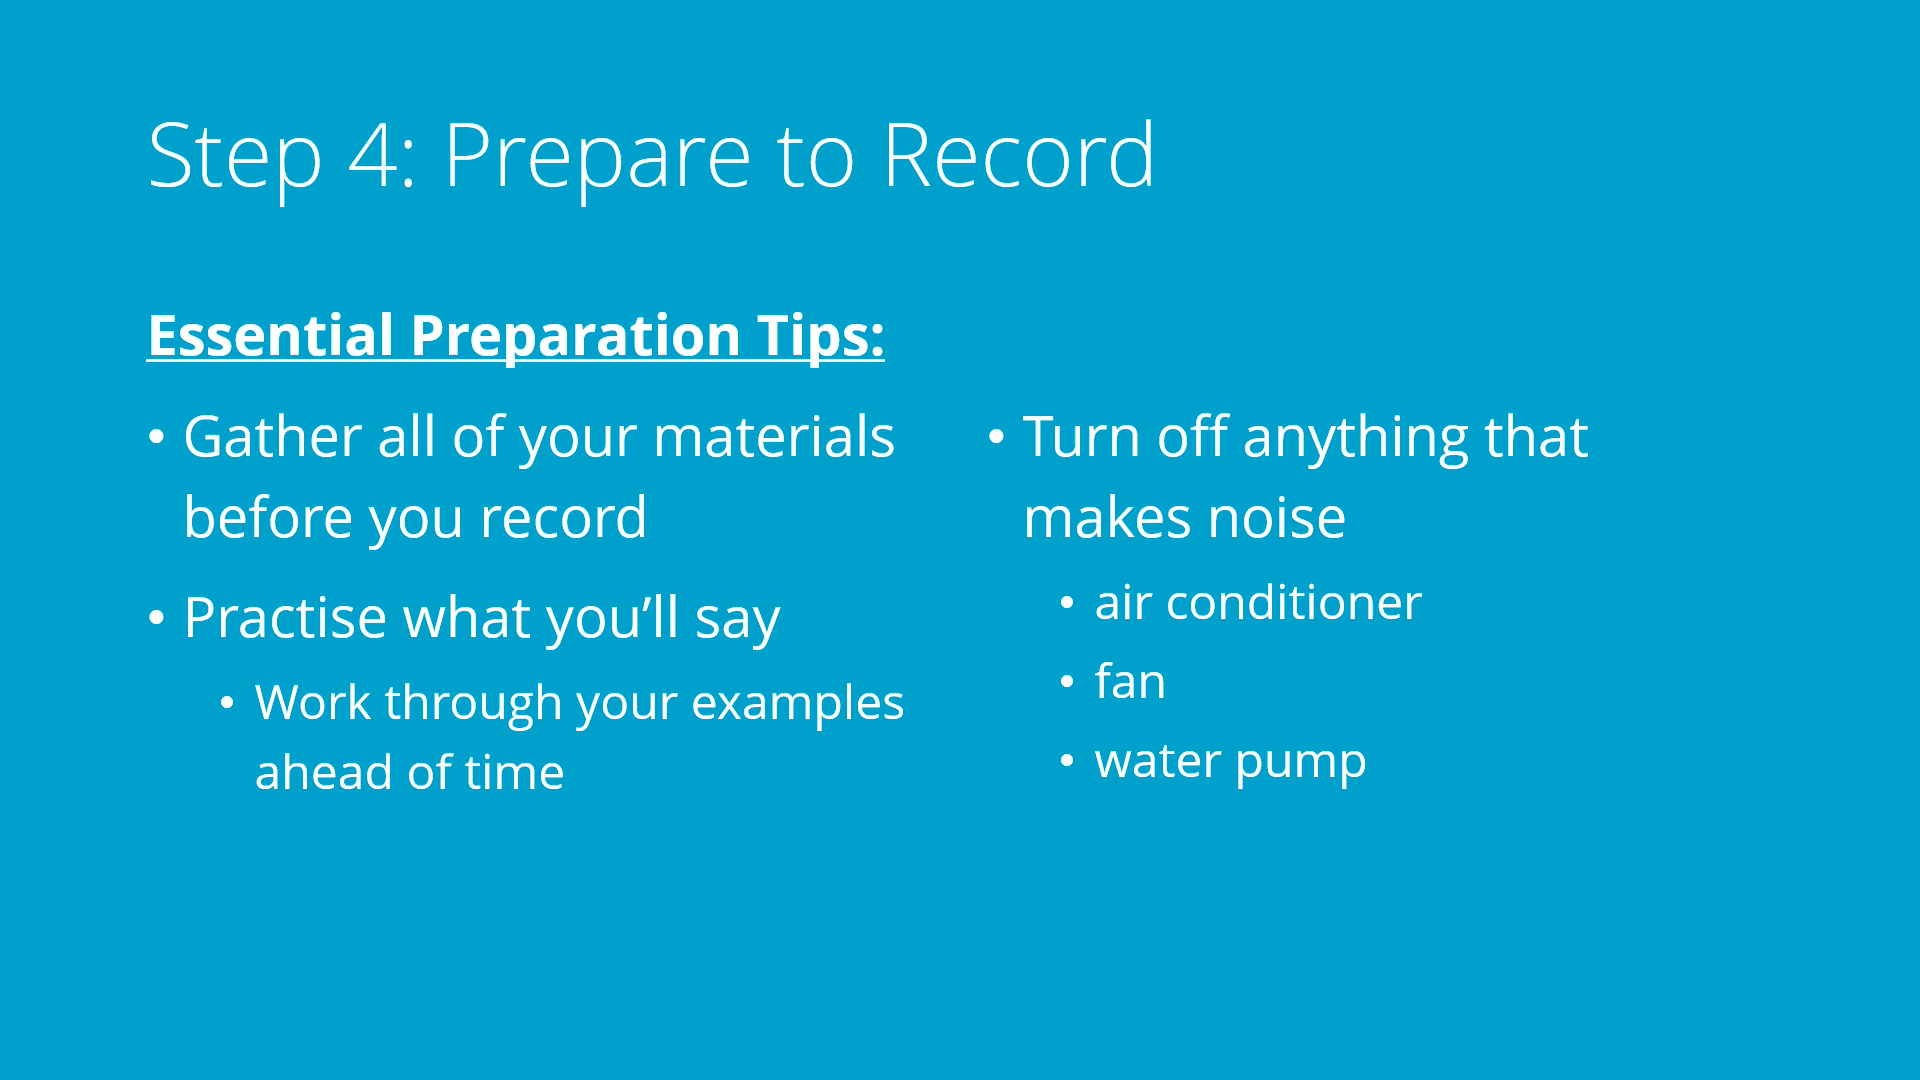 Step 4: Prepare to Record
Essential Preparation Tips:
• Gather all of your materials
before you record
• Practise what you’ll say
• Work through your examples
ahead of time
• Turn off anything that
makes noise
• air conditioner
• fan
• water pump